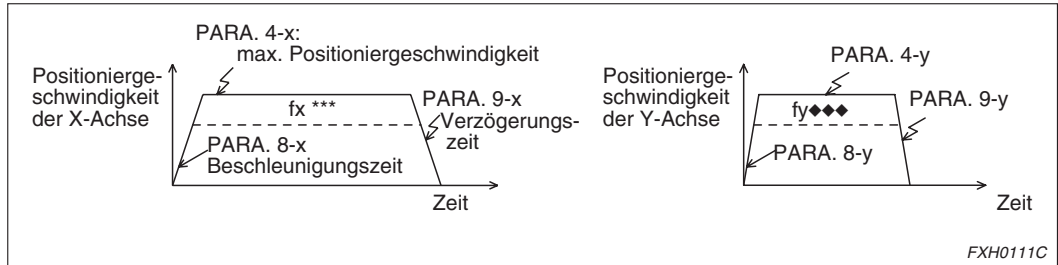 PARA. 4-x:
max. Positioniergeschwindigkeit
Positionierge-
schwindigkeit
der X-Achse
fx ***
PARA. 9-x
Verzögerungs-
zeit
PARA. 8-x
Beschleunigungszeit
Zeit
PARA. 4-y
Positionierge-
schwindigkeit
der Y-Achse
fy◆◆◆
PARA. 9-y
PARA. 8-y
Zeit
FXH0111C